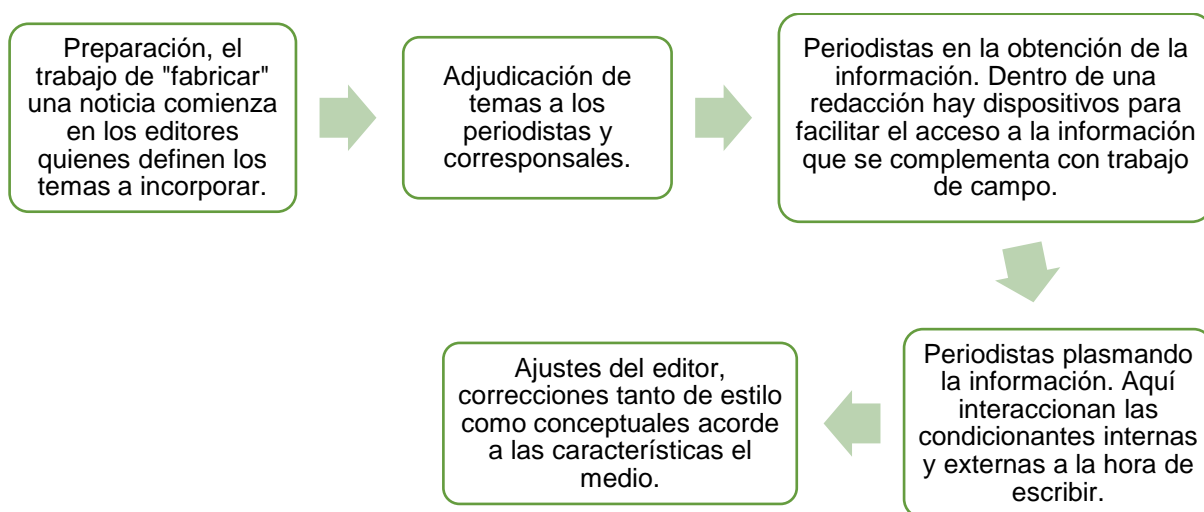 Preparación, el
trabajo de "fabricar"
una noticia comienza
en los editores
quienes definen los
temas a incorporar.
Adjudicación de
temas a los
periodistas y
corresponsales.
Periodistas en la obtención de la
información. Dentro de una
redacción hay dispositivos para
facilitar el acceso a la información
que se complementa con trabajo
de campo.
Periodistas plasmando
la información. Aquí
interaccionan las
condicionantes internas
y externas a la hora de
escribir.
Ajustes del editor,
correcciones tanto de estilo
como conceptuales acorde
a las características el
medio.